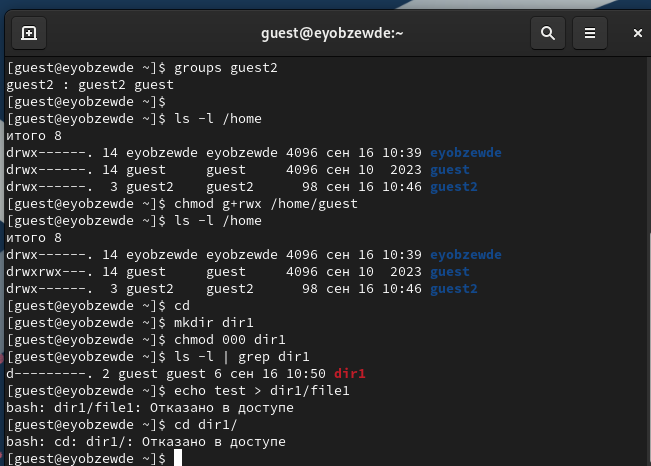 guest@eyobzewde:~
[guest@eyobzewde ~]$ groups guest2
guest2 : guest2 guest
[guest@eyobzewde ~]$
[guest@eyobzewde ~]$ ls -l /home
итого 8
drwx------. 14 eyobzewde eyobzewde 4096 сен 16 10:39 eyobzewde
drwx------. 14 guest     guest     4096 сен 10  2023 guest
drwx------.  3 guest2    guest2      98 сен 16 10:46 guest2
[guest@eyobzewde ~]$ chmod g+rwx /home/guest
[guest@eyobzewde ~]$ ls -l /home
итого 8
drwx------. 14 eyobzewde eyobzewde 4096 сен 16 10:39 eyobzewde
drwxrwx---. 14 guest     guest     4096 сен 10  2023 guest
drwx------.  3 guest2    guest2      98 сен 16 10:46 guest2
[guest@eyobzewde ~]$ cd
[guest@eyobzewde ~]$ mkdir dir1
[guest@eyobzewde ~]$ chmod 000 dir1
[guest@eyobzewde ~]$ ls -l | grep dir1
d---------. 2 guest guest 6 сен 16 10:50 dir1
[guest@eyobzewde ~]$ echo test > dir1/file1
bash: dir1/file1: Отказано в доступе
[guest@eyobzewde ~]$ cd dir1/
bash: cd: dir1/: Отказано в доступе
[guest@eyobzewde ~]$